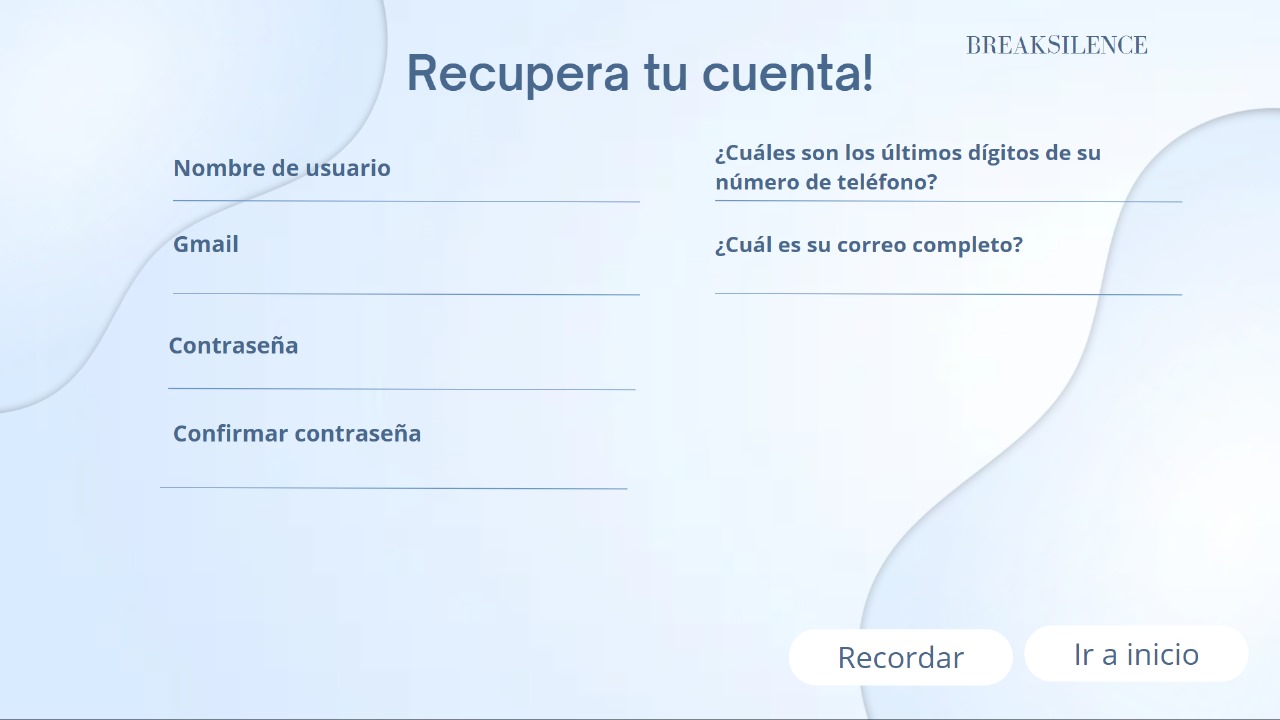 BREAKSILENCE
Recupera tu cuenta!
Nombre de usuario
Gmail
Contraseña
Confirmar contraseña
¿Cuáles son los últimos dígitos de su
número de teléfono?
¿Cuál es su correo completo?
Recordar
Ir a inicio